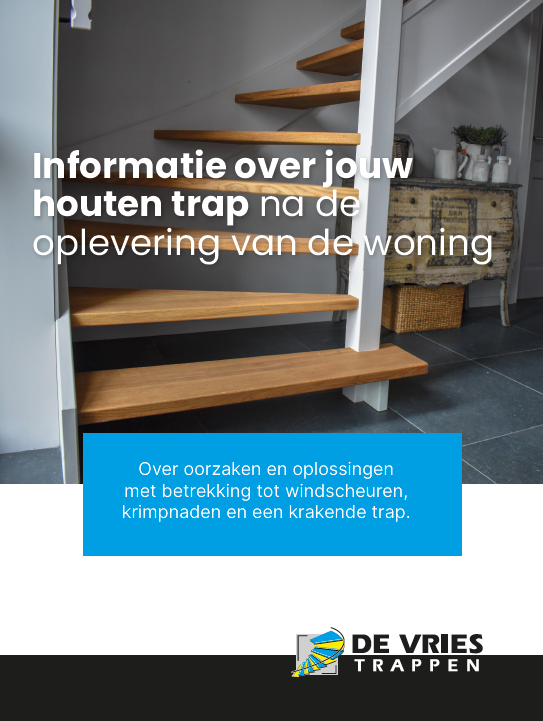 Informatie over jouw
houten trap na de
oplevering van de woning
Over oorzaken en oplossingen
met betrekking tot windscheuren,
krimpnaden en een krakende trap.
DE VRIES
TRAPPEN